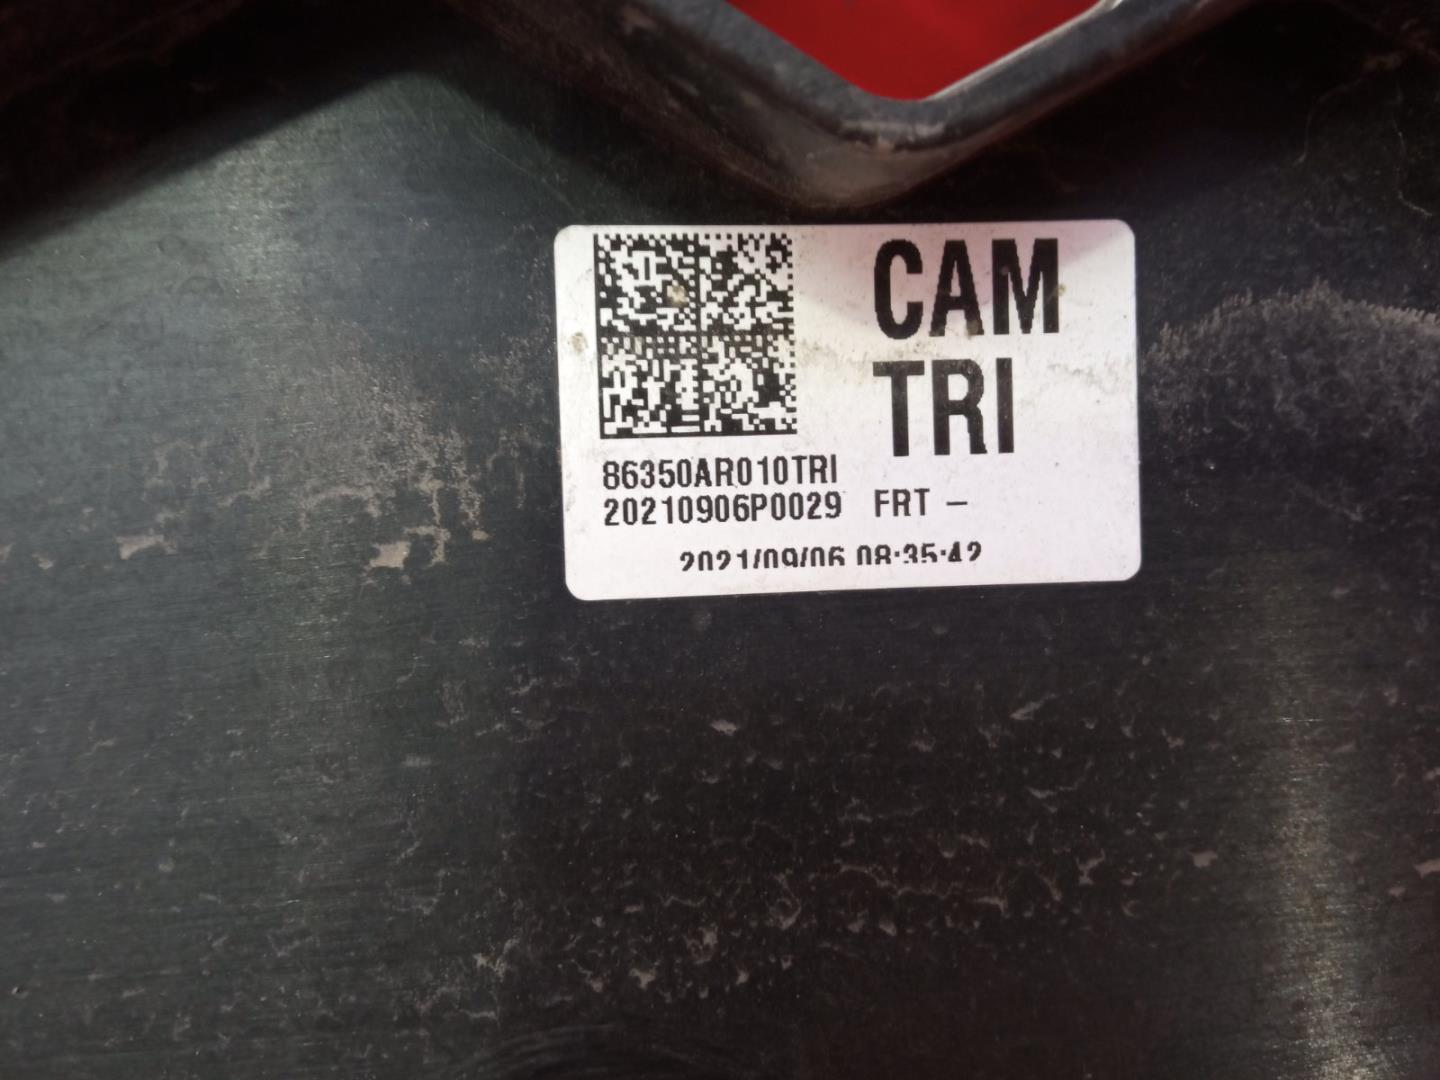 CAM
TRI
86350AR010TRI
20210906P0029 FRT –
2021/09/06 08:35:42